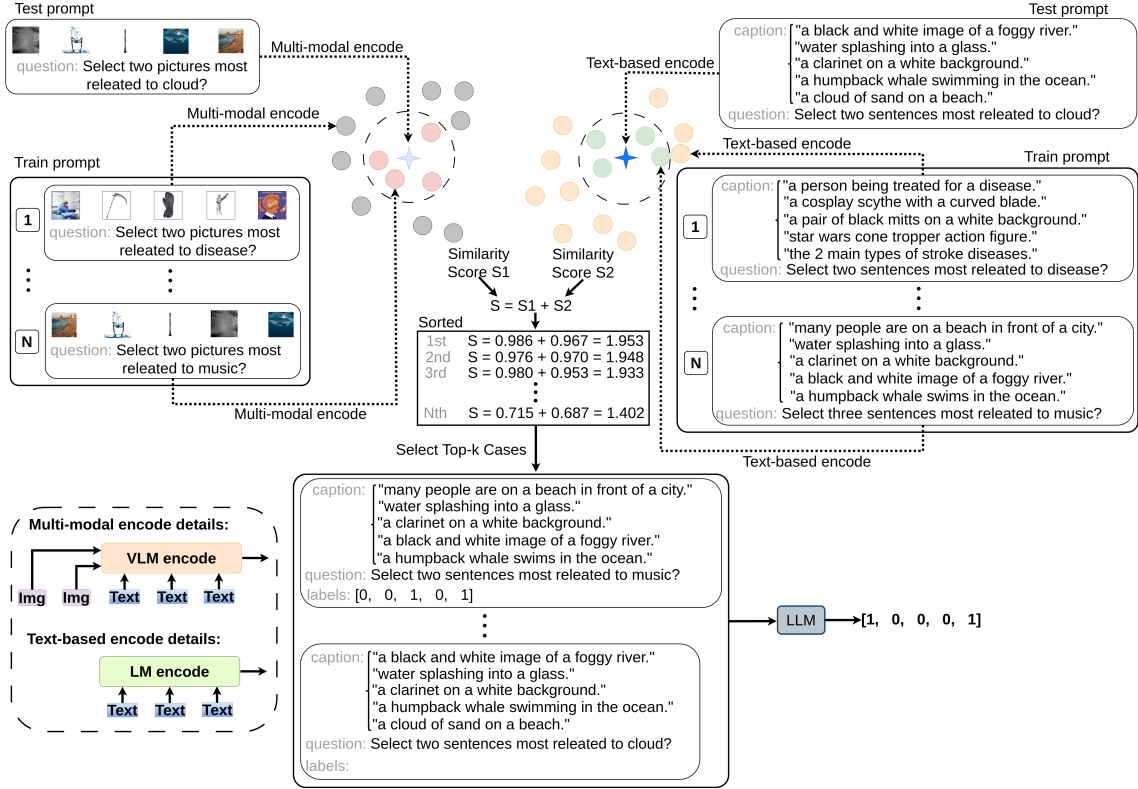 Test prompt
question: Select two pictures most
releated to cloud?
Multi-modal encode
Multi-modal encode
Train prompt
1
question: Select two pictures most
releated to disease?
N
question: Select two pictures most
releated to music?
Multi-modal encode
Test prompt
caption:
"a black and white image of a foggy river."
"water splashing into a glass."
"a clarinet on a white background."
"a humpback whale swimming in the ocean."
"a cloud of sand on a beach."
question: Select two sentences most releated to cloud?
Text-based encode
Text-based encode
Train prompt
1
caption:
"a person being treated for a disease."
"a cosplay scythe with a curved blade."
"a pair of black mitts on a white background."
"star wars cone tropper action figure."
"the 2 main types of stroke diseases."
question: Select two sentences most releated to disease?
N
caption:
"many people are on a beach in front of a city."
"water splashing into a glass."
"a clarinet on a white background."
"a black and white image of a foggy river."
"a humpback whale swims in the ocean."
question: Select three sentences most releated to music?
Text-based encode
Similarity
Score S1
Similarity
Score S2
S = S1 + S2
Sorted
1st S = 0.986 + 0.967 = 1.953
2nd S = 0.976 + 0.970 = 1.948
3rd S = 0.980 + 0.953 = 1.933
Nth S = 0.715 + 0.687 = 1.402
Select Top-k Cases
caption:
"many people are on a beach in front of a city."
"water splashing into a glass."
"a clarinet on a white background."
"a black and white image of a foggy river."
"a humpback whale swims in the ocean."
question: Select two sentences most releated to music?
labels: [0, 0, 1, 0, 1]
caption:
"a black and white image of a foggy river."
"water splashing into a glass."
"a clarinet on a white background."
"a humpback whale swimming in the ocean."
"a cloud of sand on a beach."
question: Select two sentences most releated to cloud?
labels:
LLM
[1, 0, 0, 0, 1]
Multi-modal encode details:
VLM encode
Img Img Text Text Text
Text-based encode details:
LM encode
Text Text Text